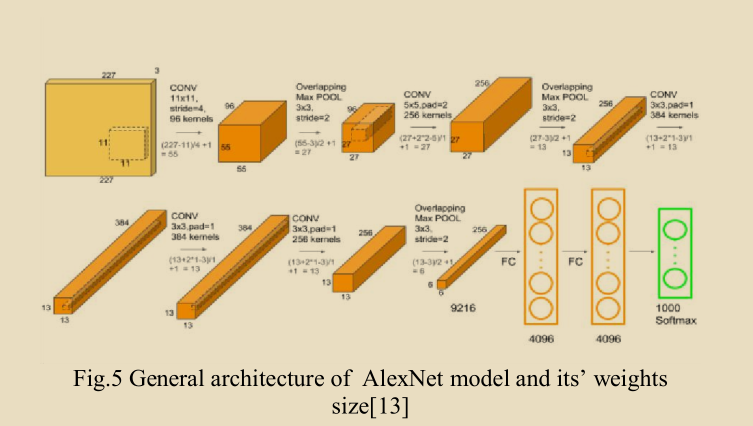 227
3
11
11
227
CONV
11x11,
stride=4,
96 kernels
(227-11)/4 +1
= 55
96
55
55
Overlapping
Max POOL
3x3,
stride=2
(55-3)/2 +1
= 27
96
27
27
CONV
5x5,pad=2
256 kernels
(27+2*2-5)/1
+1 = 27
256
27
27
Overlapping
Max POOL
3x3,
stride=2
(27-3)/2 +1
= 13
256
13
13
CONV
3x3,pad=1
384 kernels
(13+2*1-3)/1
+1 = 13
384
13
13
CONV
3x3,pad=1
384 kernels
(13+2*1-3)/1
+1 = 13
384
13
13
CONV
3x3,pad=1
256 kernels
(13+2*1-3)/1
+1 = 13
256
13
13
Overlapping
Max POOL
3x3,
stride=2
(13-3)/2 +1
= 6
256
6
6
9216
FC
4096
FC
4096
1000
Softmax
Fig.5 General architecture of AlexNet model and its’ weights
size[13]